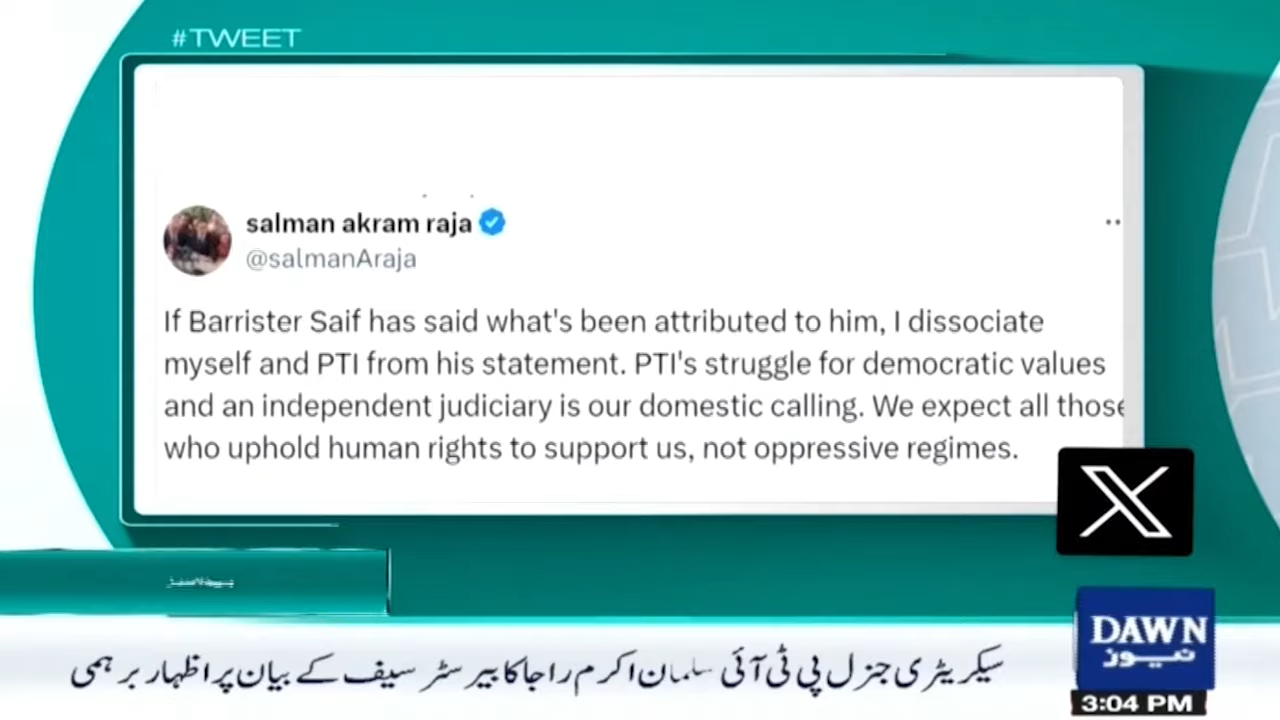 #TWEET
salman akram raja
@salmanAraja
If Barrister Saif has said what's been attributed to him, I dissociate
myself and PTI from his statement. PTI's struggle for democratic values
and an independent judiciary is our domestic calling. We expect all those
who uphold human rights to support us, not oppressive regimes.
X
DAWN
نیوز
سیکریٹری جنرل پی ٹی آئی سلمان اکرم راجا کا بیرسٹر سیف کے بیان پر اظہار برہمی
3:04 PM